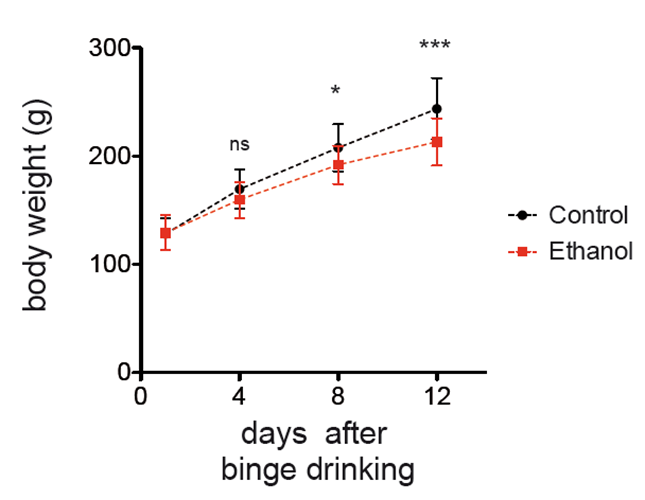 300
200
100
0
0
4
8
12
body weight (g)
ns
*
***
Control
Ethanol
days after
binge drinking